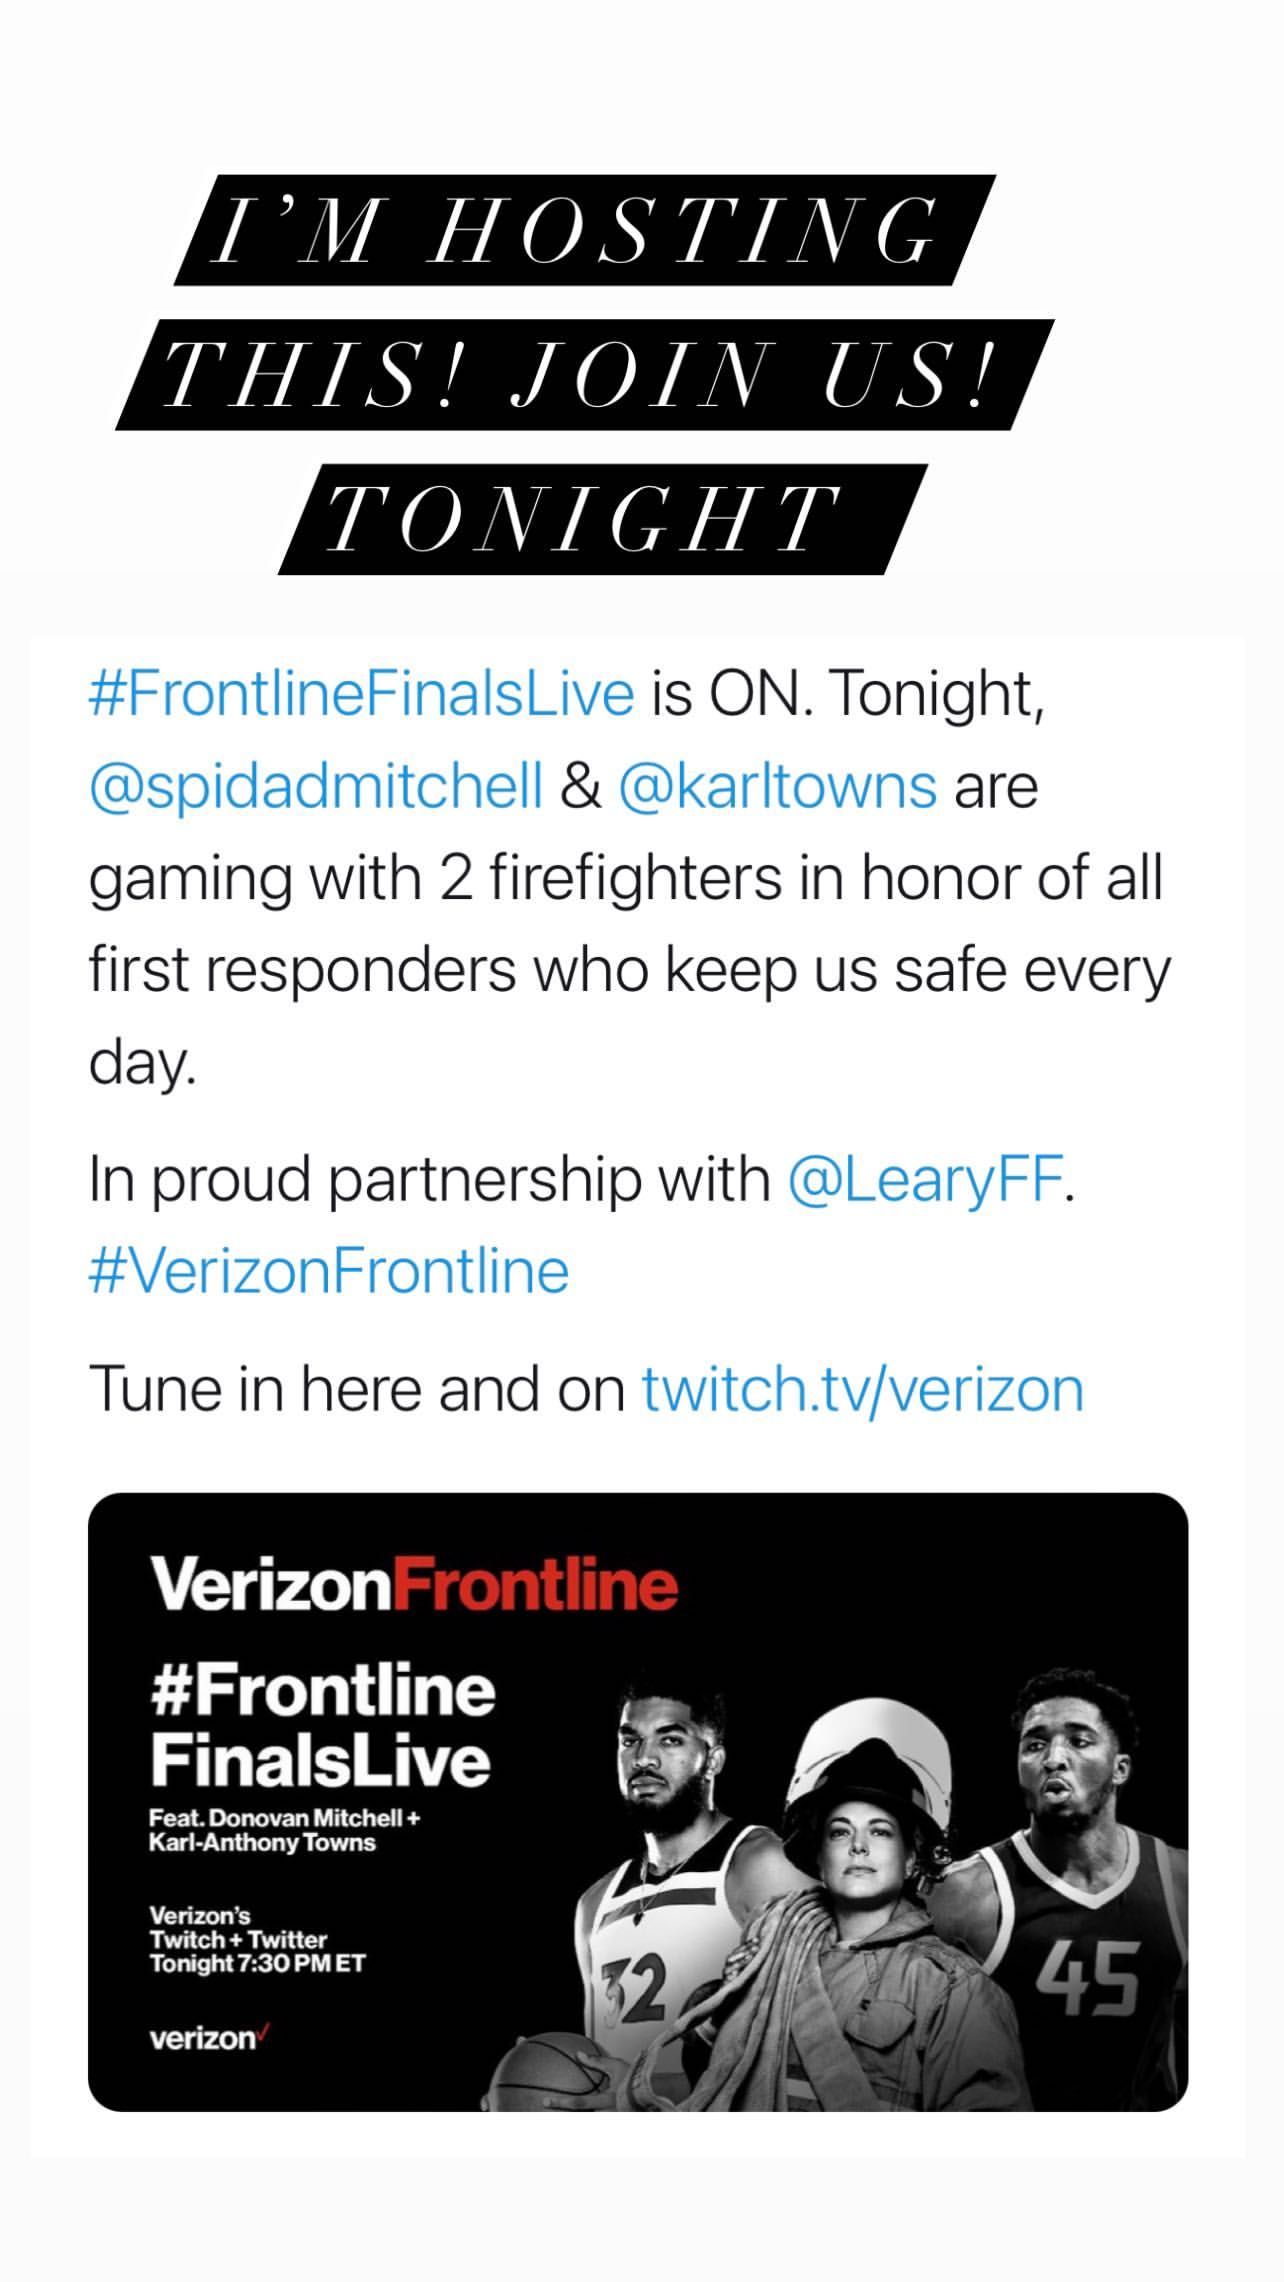 I’M HOSTING
THIS! JOIN US!
TONIGHT
#FrontlineFinalsLive is ON. Tonight,
@spidadmitchell & @karltowns are
gaming with 2 firefighters in honor of all
first responders who keep us safe every
day.
In proud partnership with @LearyFF.
#VerizonFrontline
Tune in here and on twitch.tv/verizon
VerizonFrontline
#Frontline
FinalsLive
Feat. Donovan Mitchell +
Karl-Anthony Towns
Verizon’s
Twitch + Twitter
Tonight 7:30 PM ET
verizon✓
32
45